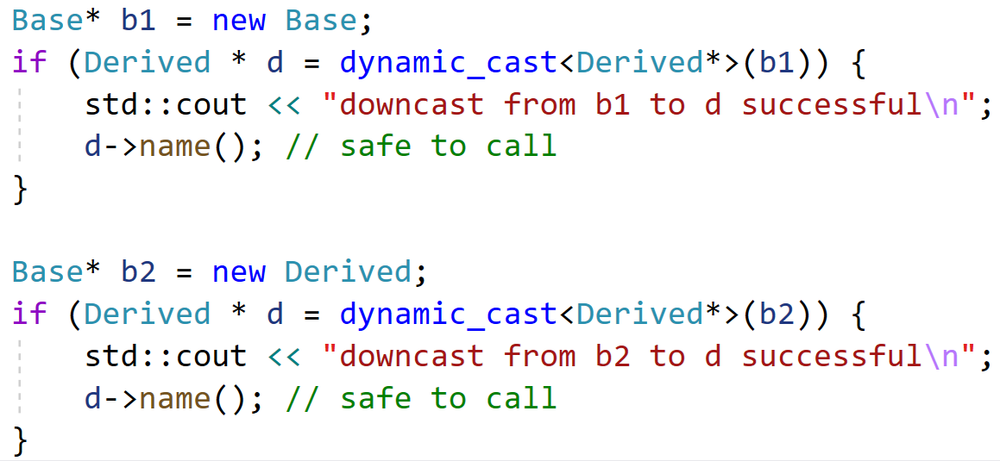 Base* b1 = new Base;
if (Derived * d = dynamic_cast<Derived*>(b1)) {
    std::cout << "downcast from b1 to d successful\n";
    d->name(); // safe to call
}

Base* b2 = new Derived;
if (Derived * d = dynamic_cast<Derived*>(b2)) {
    std::cout << "downcast from b2 to d successful\n";
    d->name(); // safe to call
}